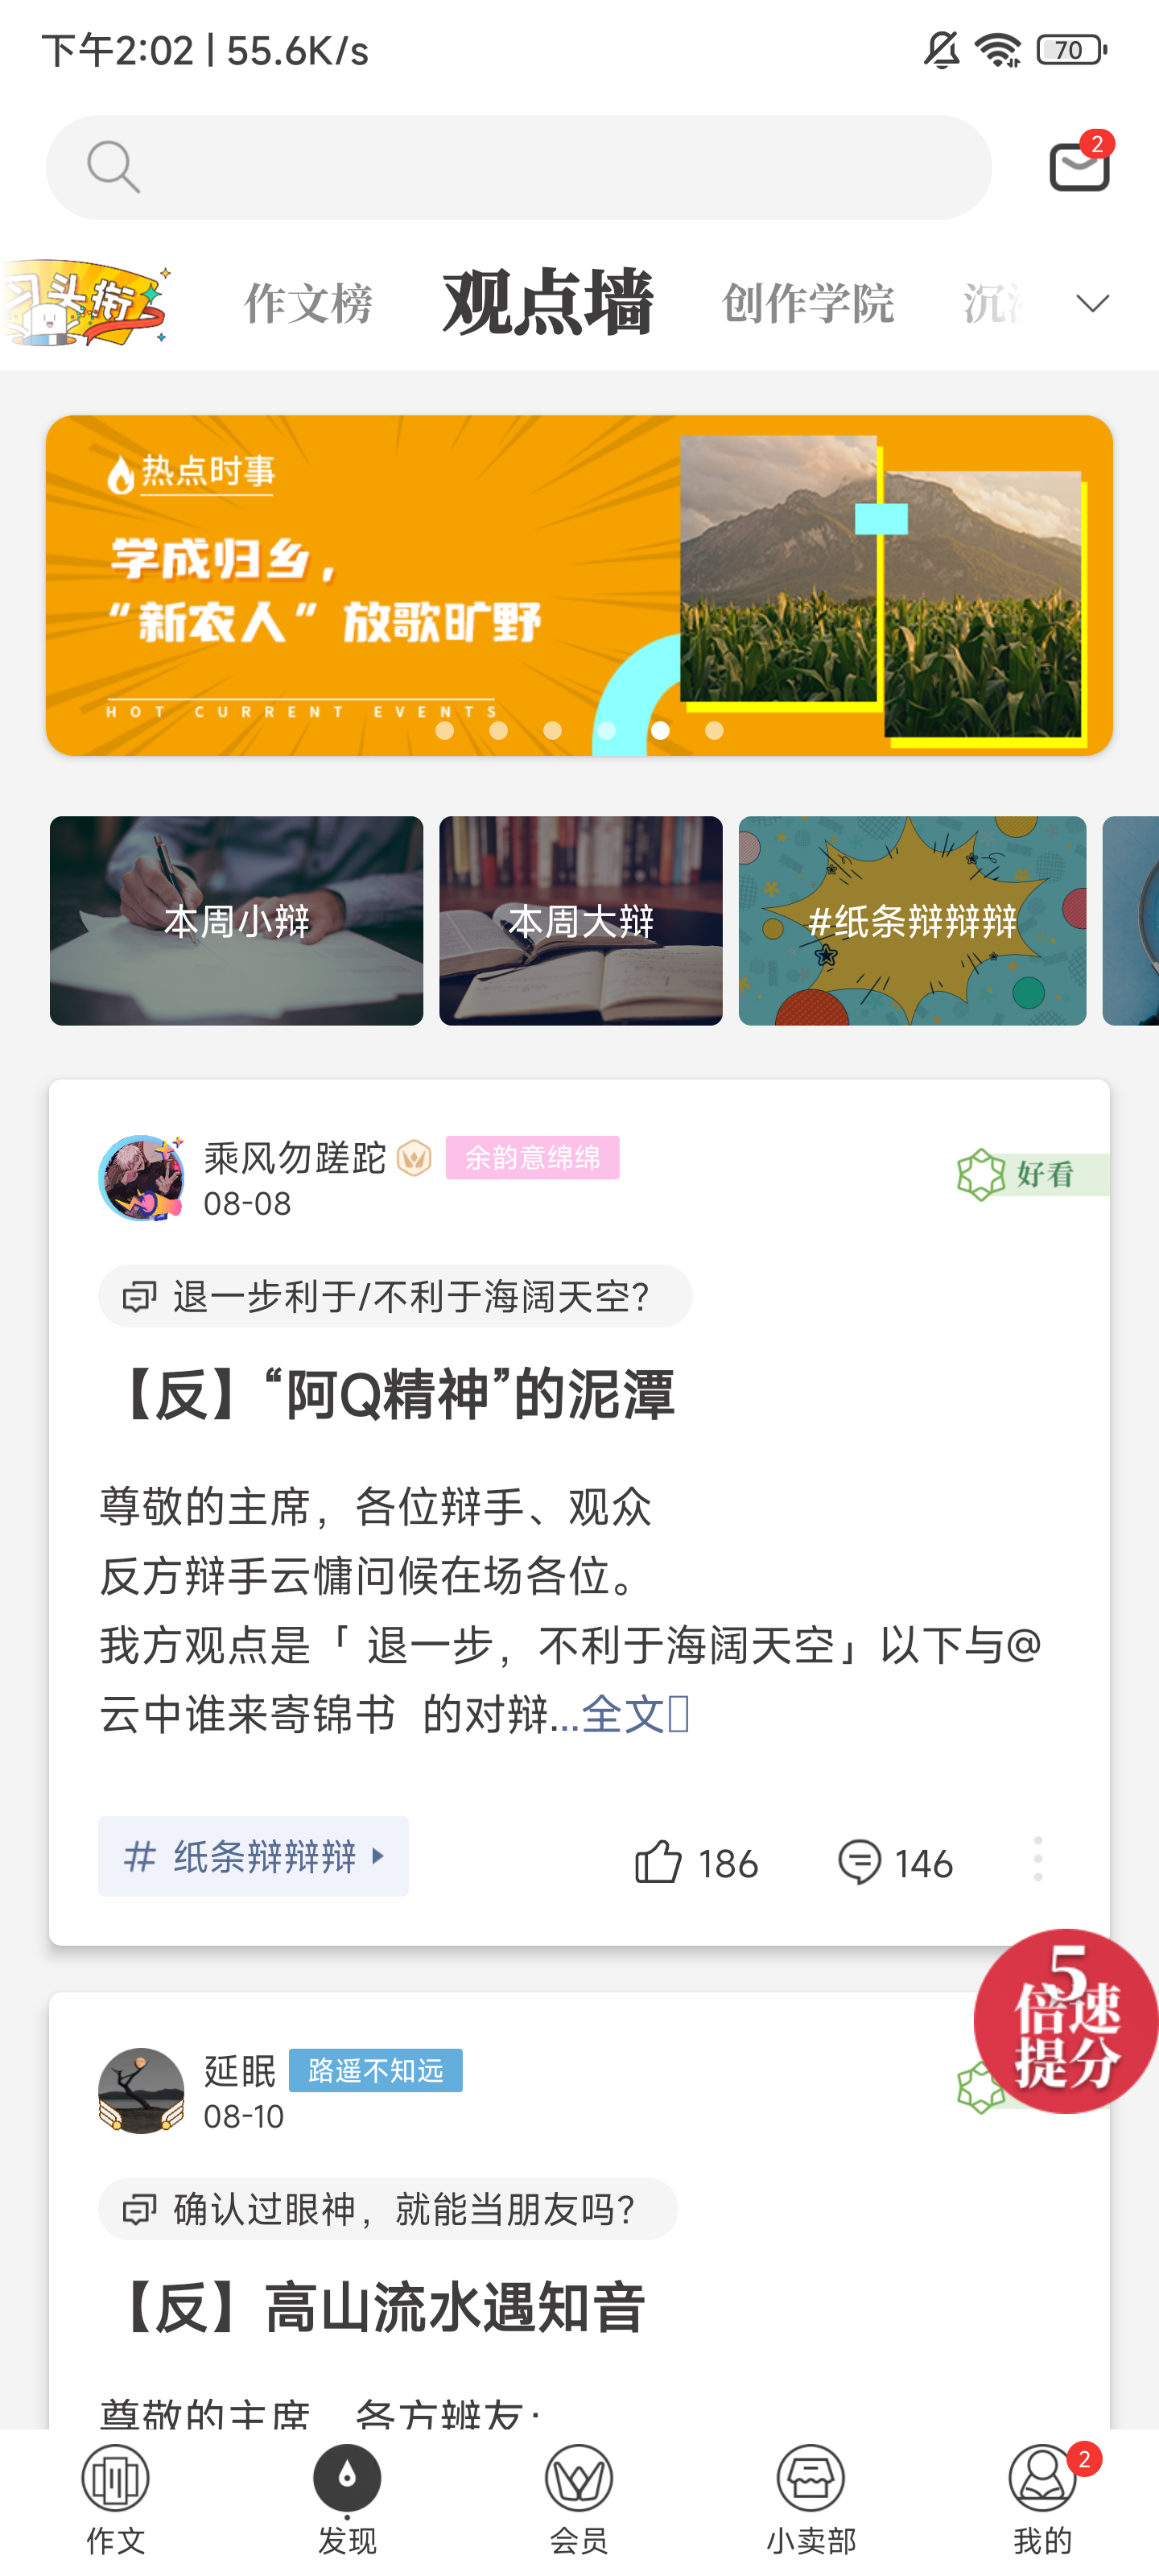 下午2:02 | 55.6K/s
70
2
习头衔
作文榜
观点墙
创作学院
沉
热点时事
学成归乡，
“新农人”放歌旷野
HOT CURRENT EVENTS
本周小辩
本周大辩
#纸条辩辩辩
乘风勿蹉跎
余韵意绵绵
08-08
好看
退一步利于/不利于海阔天空?
【反】“阿Q精神”的泥潭
尊敬的主席，各位辩手、观众
反方辩手云慵问候在场各位。
我方观点是「 退一步，不利于海阔天空」以下与@
云中谁来寄锦书 的对辩...全文
# 纸条辩辩辩
186
146
5
倍速
提分
延眠
路遥不知远
08-10
确认过眼神，就能当朋友吗?
【反】高山流水遇知音
尊敬的主席，各方辨友：
作文
发现
会员
小卖部
我的
2